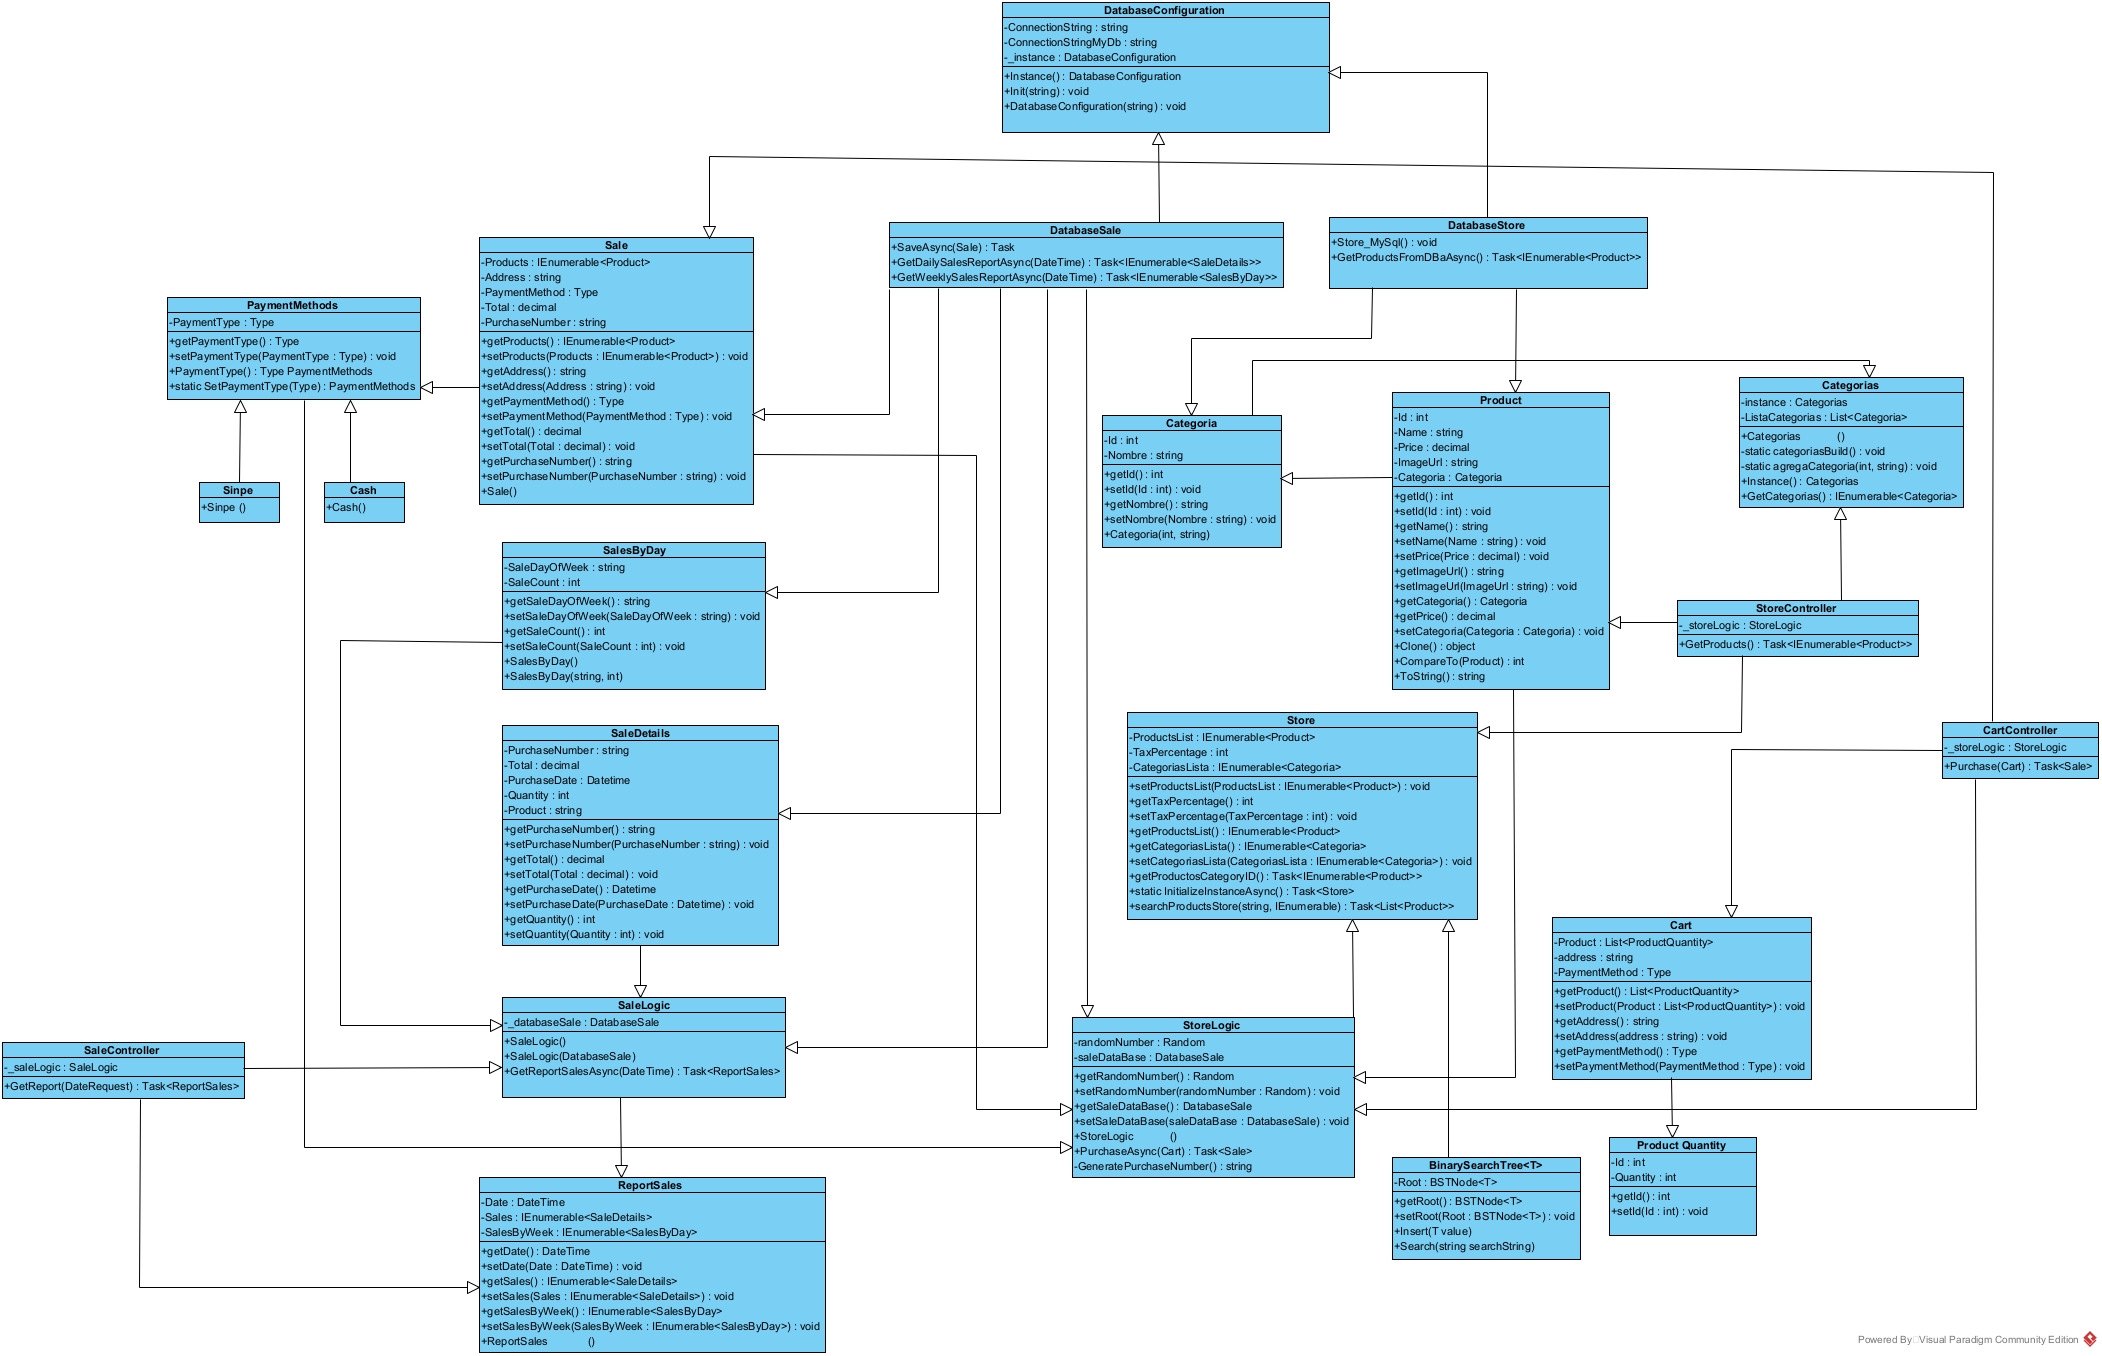 DatabaseConfiguration
-ConnectionString : string
-ConnectionStringMyDb : string
-_instance : DatabaseConfiguration
+Instance() : DatabaseConfiguration
+Init(string) : void
+DatabaseConfiguration(string) : void
DatabaseSale
+SaveAsync(Sale) : Task
+GetDailySalesReportAsync(DateTime) : Task<IEnumerable<SaleDetails>>
+GetWeeklySalesReportAsync(DateTime) : Task<IEnumerable<SalesByDay>>
DatabaseStore
+Store_MySql() : void
+GetProductsFromDBaAsync() : Task<IEnumerable<Product>>
Sale
-Products : IEnumerable<Product>
-Address : string
-PaymentMethod : Type
-Total : decimal
-PurchaseNumber : string
+getProducts() : IEnumerable<Product>
+setProducts(Products : IEnumerable<Product>) : void
+getAddress() : string
+setAddress(Address : string) : void
+getPaymentMethod() : Type
+setPaymentMethod(PaymentMethod : Type) : void
+getTotal() : decimal
+setTotal(Total : decimal) : void
+getPurchaseNumber() : string
+setPurchaseNumber(PurchaseNumber : string) : void
+Sale()
PaymentMethods
-PaymentType : Type
+getPaymentType() : Type
+setPaymentType(PaymentType : Type) : void
+PaymentType() : Type PaymentMethods
+static SetPaymentType(Type) : PaymentMethods
Sinpe
+Sinpe ()
Cash
+Cash()
Categoria
-Id : int
-Nombre : string
+getId() : int
+setId(Id : int) : void
+getNombre() : string
+setNombre(Nombre : string) : void
+Categoria(int, string)
Product
-Id : int
-Name : string
-Price : decimal
-ImageUrl : string
-Categoria : Categoria
+getId() : int
+setId(Id : int) : void
+getName() : string
+setName(Name : string) : void
+setPrice(Price : decimal) : void
+getImageUrl() : string
+setImageUrl(ImageUrl : string) : void
+getCategoria() : Categoria
+getPrice() : decimal
+setCategoria(Categoria : Categoria) : void
+Clone() : object
+CompareTo(Product) : int
+ToString() : string
Categorias
-instance : Categorias
-ListaCategorias : List<Categoria>
+Categorias ()
-static categoriasBuild() : void
-static agregaCategoria(int, string) : void
+Instance() : Categorias
+GetCategorias() : IEnumerable<Categoria>
StoreController
-_storeLogic : StoreLogic
+GetProducts() : Task<IEnumerable<Product>>
SalesByDay
-SaleDayOfWeek : string
-SaleCount : int
+getSaleDayOfWeek() : string
+setSaleDayOfWeek(SaleDayOfWeek : string) : void
+getSaleCount() : int
+setSaleCount(SaleCount : int) : void
+SalesByDay()
+SalesByDay(string, int)
SaleDetails
-PurchaseNumber : string
-Total : decimal
-PurchaseDate : Datetime
-Quantity : int
-Product : string
+getPurchaseNumber() : string
+setPurchaseNumber(PurchaseNumber : string) : void
+getTotal() : decimal
+setTotal(Total : decimal) : void
+getPurchaseDate() : Datetime
+setPurchaseDate(PurchaseDate : Datetime) : void
+getQuantity() : int
+setQuantity(Quantity : int) : void
Store
-ProductsList : IEnumerable<Product>
-TaxPercentage : int
-CategoriasLista : IEnumerable<Categoria>
+setProductsList(ProductsList : IEnumerable<Product>) : void
+getTaxPercentage() : int
+setTaxPercentage(TaxPercentage : int) : void
+getProductsList() : IEnumerable<Product>
+getCategoriasLista() : IEnumerable<Categoria>
+setCategoriasLista(CategoriasLista : IEnumerable<Categoria>) : void
+getProductosCategoryID() : Task<IEnumerable<Product>>
+static InitializeInstanceAsync() : Task<Store>
+searchProductsStore(string, IEnumerable) : Task<List<Product>>
CartController
-_storeLogic : StoreLogic
+Purchase(Cart) : Task<Sale>
Cart
-Product : List<ProductQuantity>
-address : string
-PaymentMethod : Type
+getProduct() : List<ProductQuantity>
+setProduct(Product : List<ProductQuantity>) : void
+getAddress() : string
+setAddress(address : string) : void
+getPaymentMethod() : Type
+setPaymentMethod(PaymentMethod : Type) : void
SaleLogic
-_databaseSale : DatabaseSale
+SaleLogic()
+SaleLogic(DatabaseSale)
+GetReportSalesAsync(DateTime) : Task<ReportSales>
SaleController
-_saleLogic : SaleLogic
+GetReport(DateRequest) : Task<ReportSales>
StoreLogic
-randomNumber : Random
-saleDataBase : DatabaseSale
+getRandomNumber() : Random
+setRandomNumber(randomNumber : Random) : void
+getSaleDataBase() : DatabaseSale
+setSaleDataBase(saleDataBase : DatabaseSale) : void
+StoreLogic ()
+PurchaseAsync(Cart) : Task<Sale>
-GeneratePurchaseNumber() : string
BinarySearchTree<T>
-Root : BSTNode<T>
+getRoot() : BSTNode<T>
+setRoot(Root : BSTNode<T>) : void
+Insert(T value)
+Search(string searchString)
Product Quantity
-Id : int
-Quantity : int
+getId() : int
+setId(Id : int) : void
ReportSales
-Date : DateTime
-Sales : IEnumerable<SaleDetails>
-SalesByWeek : IEnumerable<SalesByDay>
+getDate() : DateTime
+setDate(Date : DateTime) : void
+getSales() : IEnumerable<SaleDetails>
+setSales(Sales : IEnumerable<SaleDetails>) : void
+getSalesByWeek() : IEnumerable<SalesByDay>
+setSalesByWeek(SalesByWeek : IEnumerable<SalesByDay>) : void
+ReportSales ()
Powered By Visual Paradigm Community Edition